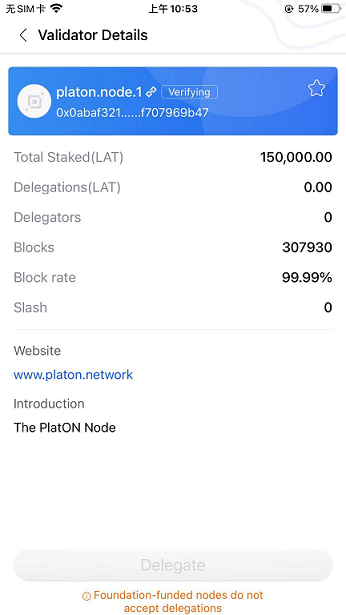 无SIM卡 上午10:53 57%
Validator Details
platon.node.1 Verifying
0x0abaf321......f707969b47
Total Staked(LAT) 150,000.00
Delegations(LAT) 0.00
Delegators 0
Blocks 307930
Block rate 99.99%
Slash 0
Website
www.platon.network
Introduction
The PlatON Node
Delegate
Foundation-funded nodes do not
accept delegations